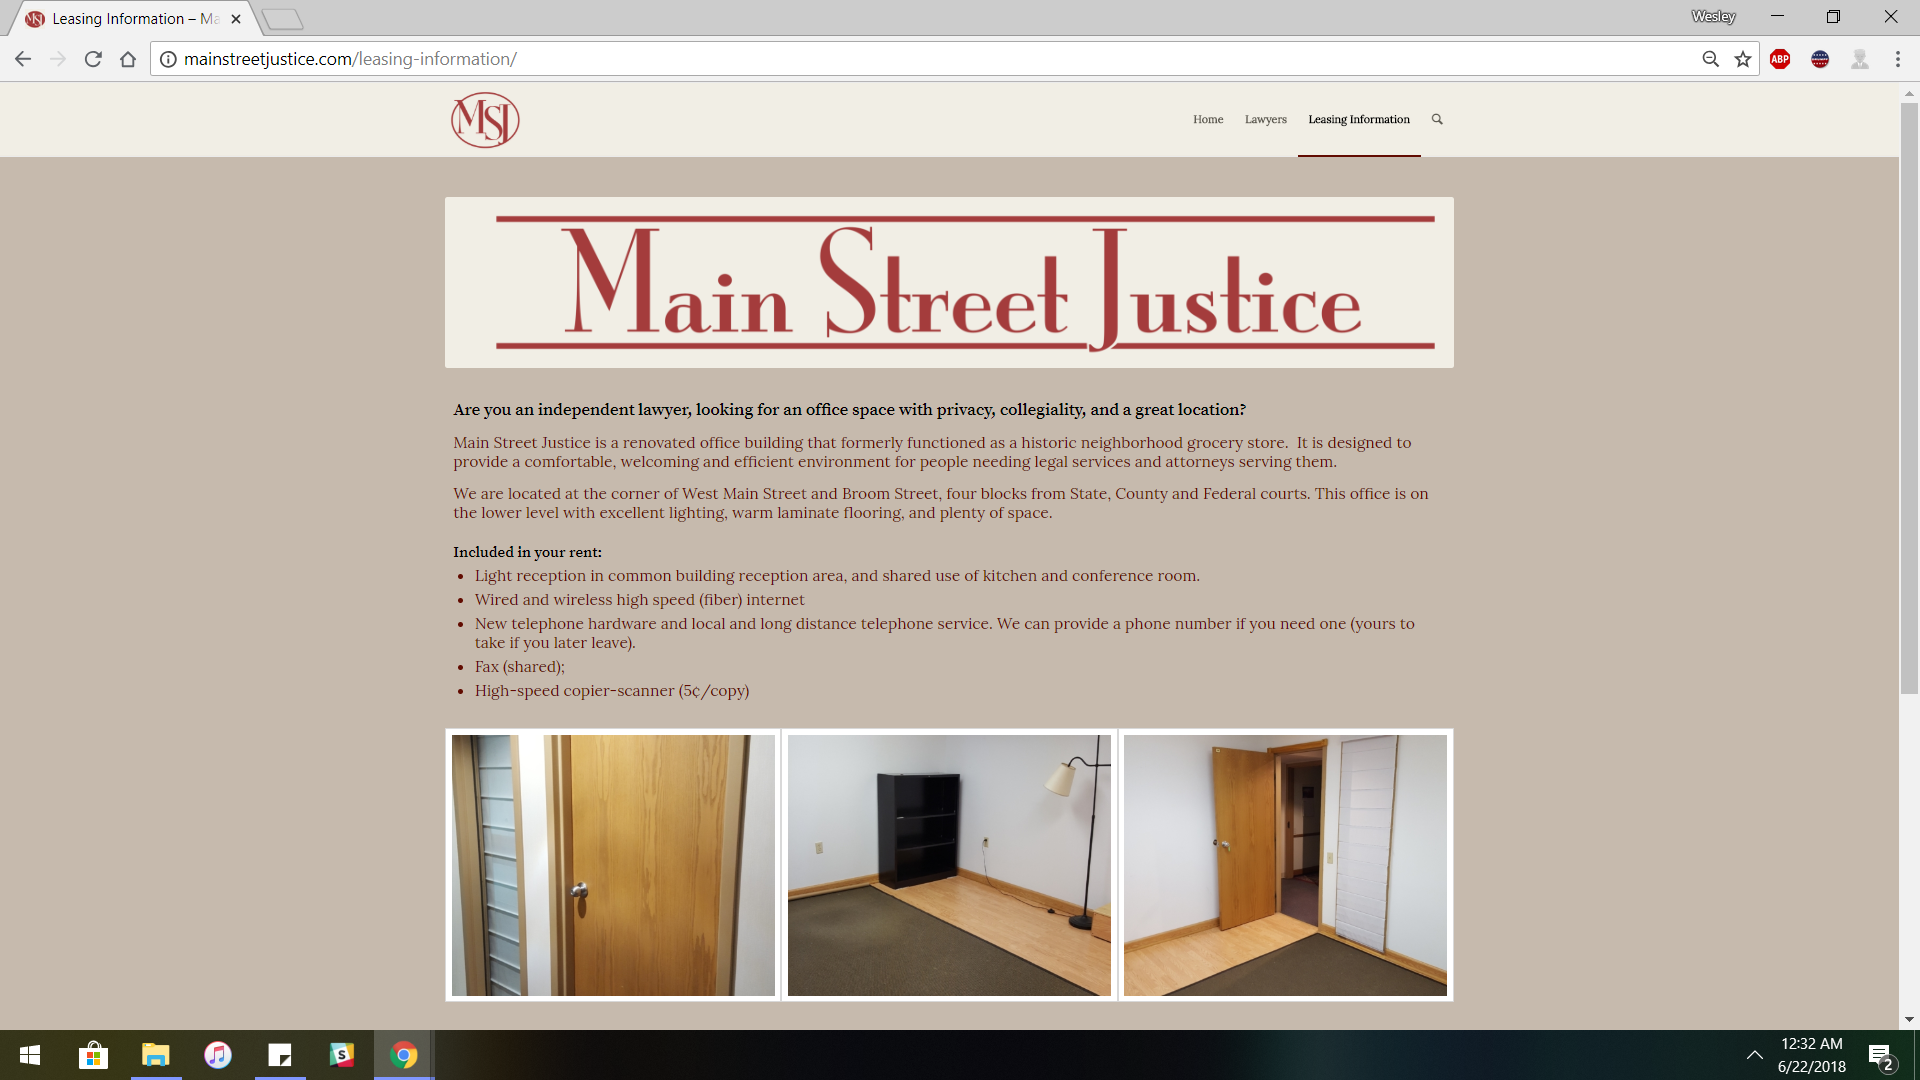 Leasing Information – Ma
Wesley
mainstreetjustice.com/leasing-information/
ABP
MSJ
Home
Lawyers
Leasing Information
Main Street Justice
Are you an independent lawyer, looking for an office space with privacy, collegiality, and a great location?
Main Street Justice is a renovated office building that formerly functioned as a historic neighborhood grocery store.  It is designed to
provide a comfortable, welcoming and efficient environment for people needing legal services and attorneys serving them.
We are located at the corner of West Main Street and Broom Street, four blocks from State, County and Federal courts. This office is on
the lower level with excellent lighting, warm laminate flooring, and plenty of space.
Included in your rent:
• Light reception in common building reception area, and shared use of kitchen and conference room.
• Wired and wireless high speed (fiber) internet
• New telephone hardware and local and long distance telephone service. We can provide a phone number if you need one (yours to
take if you later leave).
• Fax (shared);
• High-speed copier-scanner (5¢/copy)
S
12:32 AM
6/22/2018
2